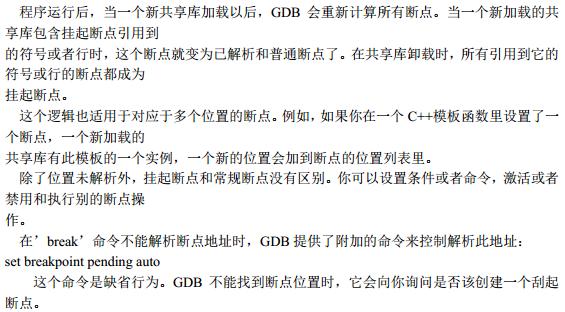 程序运行后，当一个新共享库加载以后，GDB 会重新计算所有断点。当一个新加载的共
享库包含挂起断点引用到
的符号或者行时，这个断点就变为已解析和普通断点了。在共享库卸载时，所有引用到它的
符号或行的断点都成为
挂起断点。
这个逻辑也适用于对应于多个位置的断点。例如，如果你在一个 C++模板函数里设置了一
个断点，一个新加载的
共享库有此模板的一个实例，一个新的位置会加到断点的位置列表里。
除了位置未解析外，挂起断点和常规断点没有区别。你可以设置条件或者命令，激活或者
禁用和执行别的断点操
作。
在’break’命令不能解析断点地址时，GDB 提供了附加的命令来控制解析此地址：
set breakpoint pending auto
这个命令是缺省行为。GDB 不能找到断点位置时，它会向你询问是否该创建一个刮起
断点。